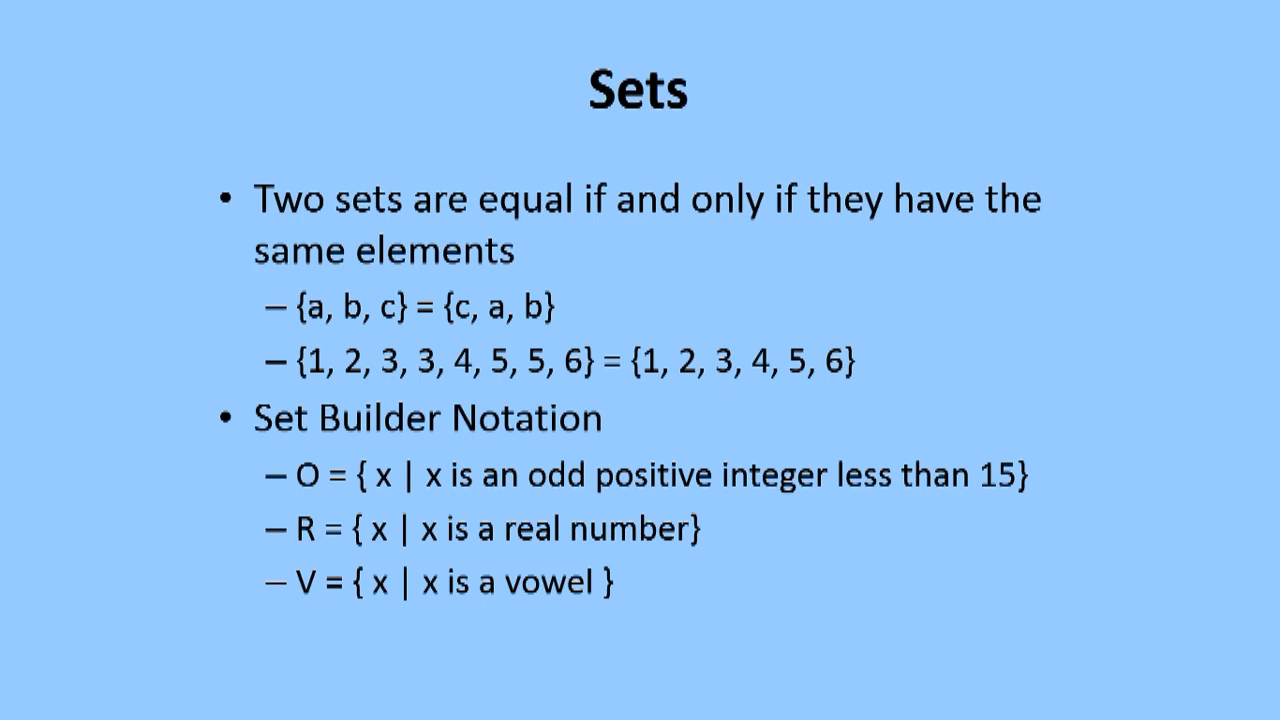 Sets
• Two sets are equal if and only if they have the
same elements
– {a, b, c} = {c, a, b}
– {1, 2, 3, 3, 4, 5, 5, 6} = {1, 2, 3, 4, 5, 6}
• Set Builder Notation
– O = { x | x is an odd positive integer less than 15}
– R = { x | x is a real number}
– V = { x | x is a vowel }